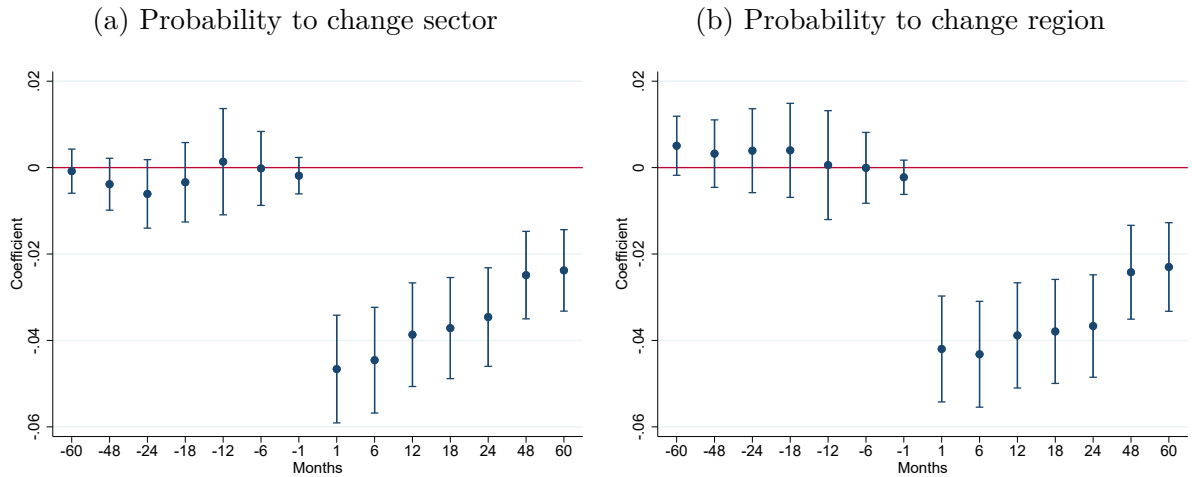 (a) Probability to change sector
.02
0
-.02
-.04
-.06
Coefficient
-60 -48 -24 -18 -12 -6 -1 1 6 12 18 24 48 60
Months
(b) Probability to change region
.02
0
-.02
-.04
-.06
Coefficient
-60 -48 -24 -18 -12 -6 -1 1 6 12 18 24 48 60
Months